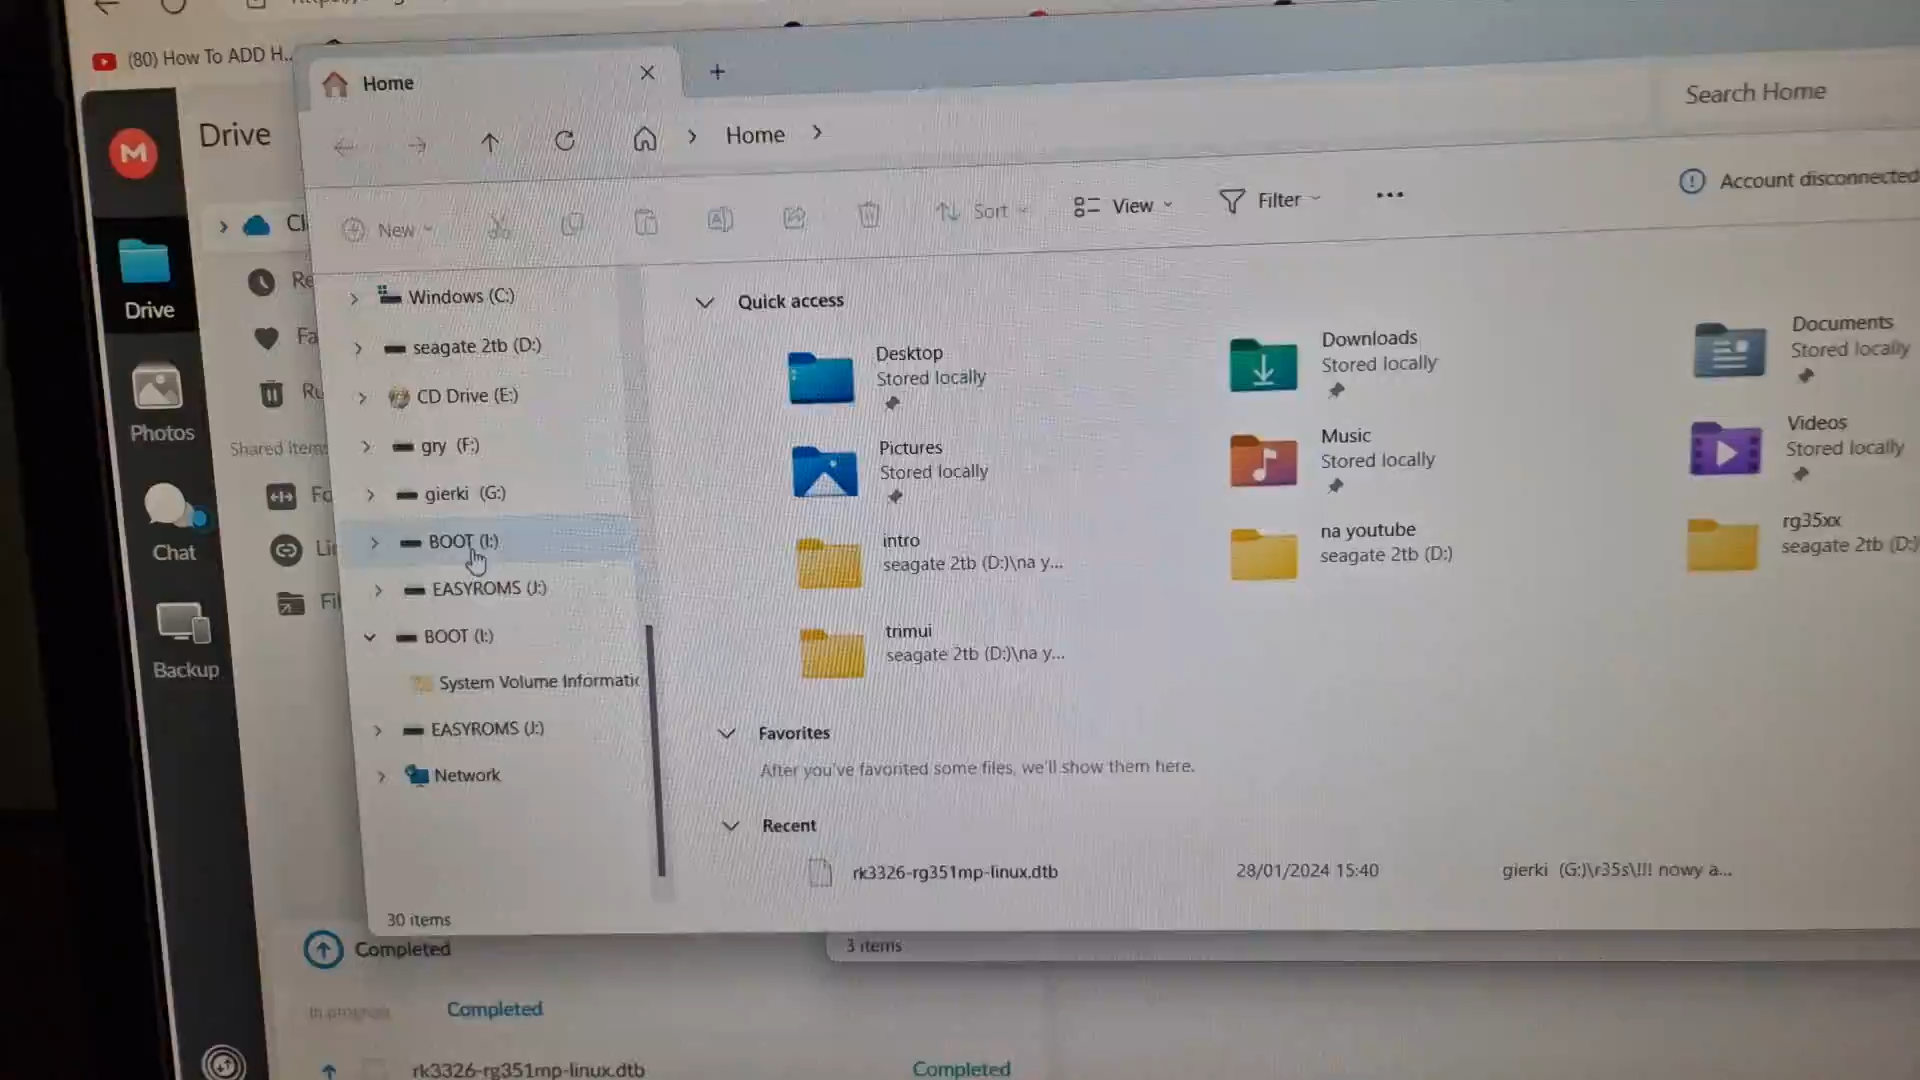 (80) How To ADD H...
Home
Search Home
Drive
Home
Account disconnected
New
Sort
View
Filter
Windows (C:)
Quick access
Drive
seagate 2tb (D:)
Desktop
Stored locally
Downloads
Stored locally
Documents
Stored locally
CD Drive (E:)
Photos
Shared items
gry (F:)
Pictures
Stored locally
Music
Stored locally
Videos
Stored locally
gierki (G:)
Chat
BOOT (I:)
intro
seagate 2tb (D:)\na y...
na youtube
seagate 2tb (D:)
rg35xx
seagate 2tb (D:)
EASYROMS (J:)
BOOT (I:)
trimui
seagate 2tb (D:)\na y...
Backup
System Volume Informatic
EASYROMS (J:)
Favorites
Network
After you've favorited some files, we'll show them here.
Recent
rk3326-rg351mp-linux.dtb
28/01/2024 15:40
gierki (G:)\r35s\!!! nowy a...
30 items
Completed
3 items
In progress
Completed
rk3326-rg351mp-linux.dtb
Completed